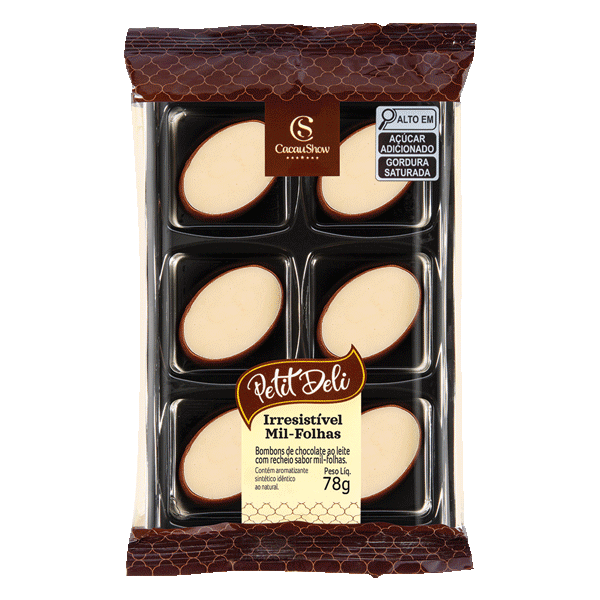 CS
CacauShow
ALTO EM
AÇÚCAR
ADICIONADO
GORDURA
SATURADA
Petit Deli
Irresistível
Mil-Folhas
Bombons de chocolate ao leite
com recheio sabor mil-folhas.
Contém aromatizante
sintético idêntico
ao natural.
Peso Líq.
78g